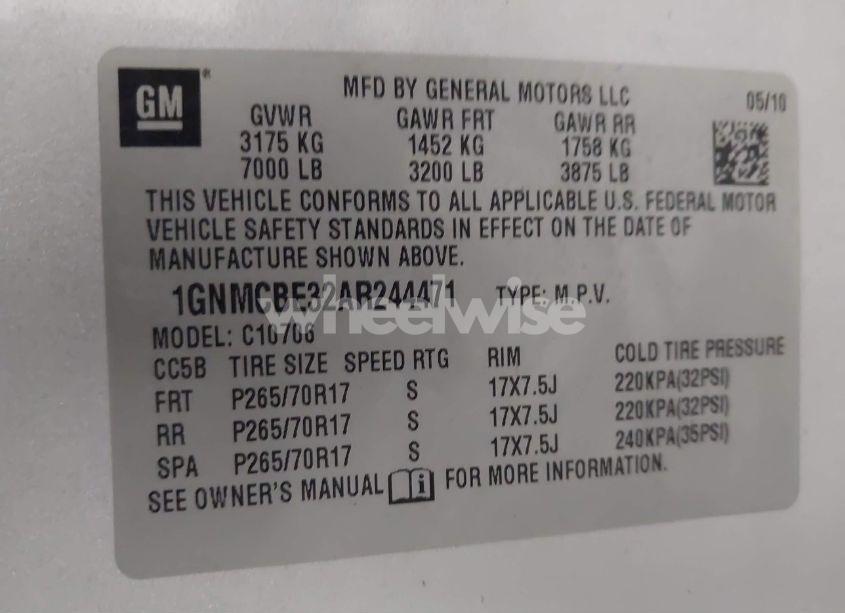 GM
MFD BY GENERAL MOTORS LLC 05/10
GVWR GAWR FRT GAWR RR
3175 KG 1452 KG 1758 KG
7000 LB 3200 LB 3875 LB
THIS VEHICLE CONFORMS TO ALL APPLICABLE U.S. FEDERAL MOTOR
VEHICLE SAFETY STANDARDS IN EFFECT ON THE DATE OF
MANUFACTURE SHOWN ABOVE.
1GNMCBE32AR244471 TYPE: M.P.V.
wheelwise
MODEL: C10706
CC5B TIRE SIZE SPEED RTG RIM COLD TIRE PRESSURE
FRT P265/70R17 S 17X7.5J 220KPA(32PSI)
RR P265/70R17 S 17X7.5J 220KPA(32PSI)
SPA P265/70R17 S 17X7.5J 240KPA(35PSI)
SEE OWNER'S MANUAL i FOR MORE INFORMATION.